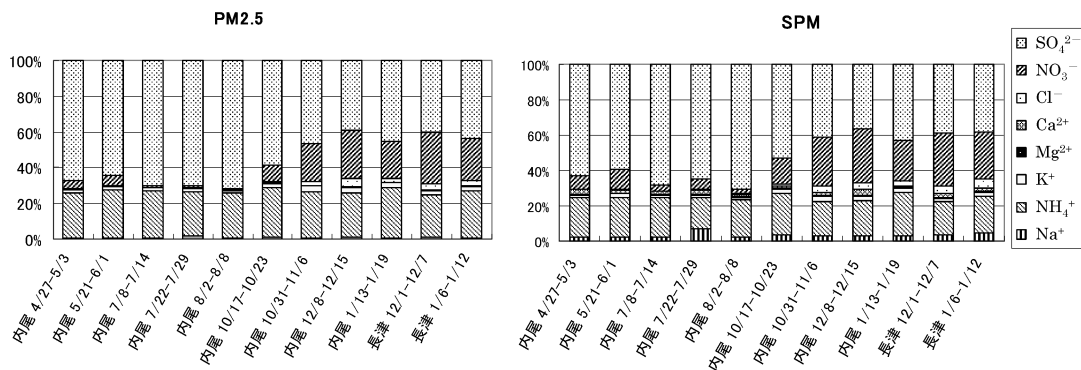 PM2.5
100%
80%
60%
40%
20%
0%
内尾 4/27-5/3
内尾 5/21-6/1
内尾 7/8-7/14
内尾 7/22-7/29
内尾 8/2-8/8
内尾 10/17-10/23
内尾 10/31-11/6
内尾 12/8-12/15
内尾 1/13-1/19
長津 12/1-12/7
長津 1/6-1/12
SPM
100%
80%
60%
40%
20%
0%
内尾 4/27-5/3
内尾 5/21-6/1
内尾 7/8-7/14
内尾 7/22-7/29
内尾 8/2-8/8
内尾 10/17-10/23
内尾 10/31-11/6
内尾 12/8-12/15
内尾 1/13-1/19
長津 12/1-12/7
長津 1/6-1/12
SO₄²⁻
NO₃⁻
Cl⁻
Ca²⁺
Mg²⁺
K⁺
NH₄⁺
Na⁺